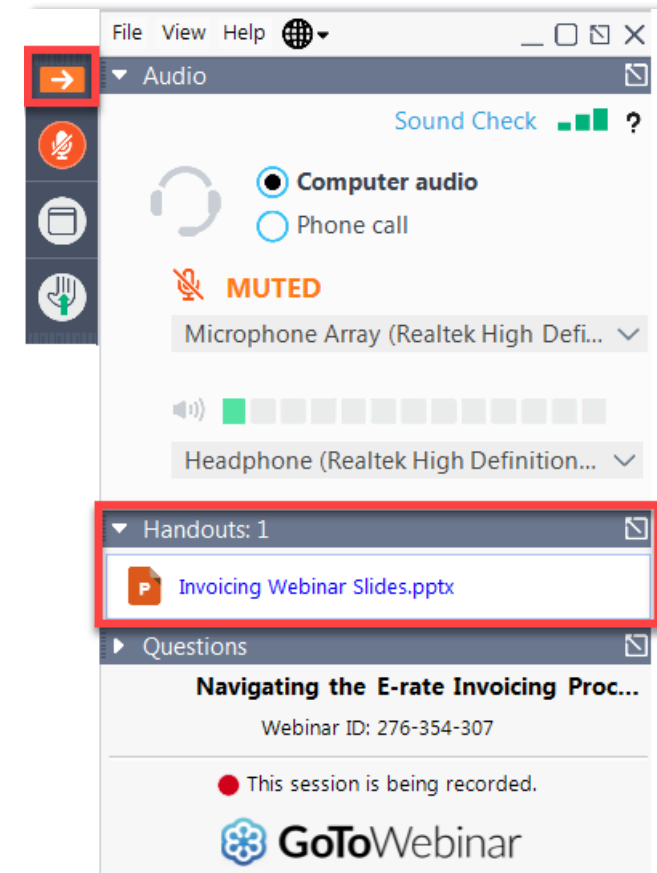 File View Help
Audio
Sound Check ?
Computer audio
Phone call
MUTED
Microphone Array (Realtek High Defi...
Headphone (Realtek High Definition...
Handouts: 1
P Invoicing Webinar Slides.pptx
Questions
Navigating the E-rate Invoicing Proc...
Webinar ID: 276-354-307
This session is being recorded.
GoToWebinar